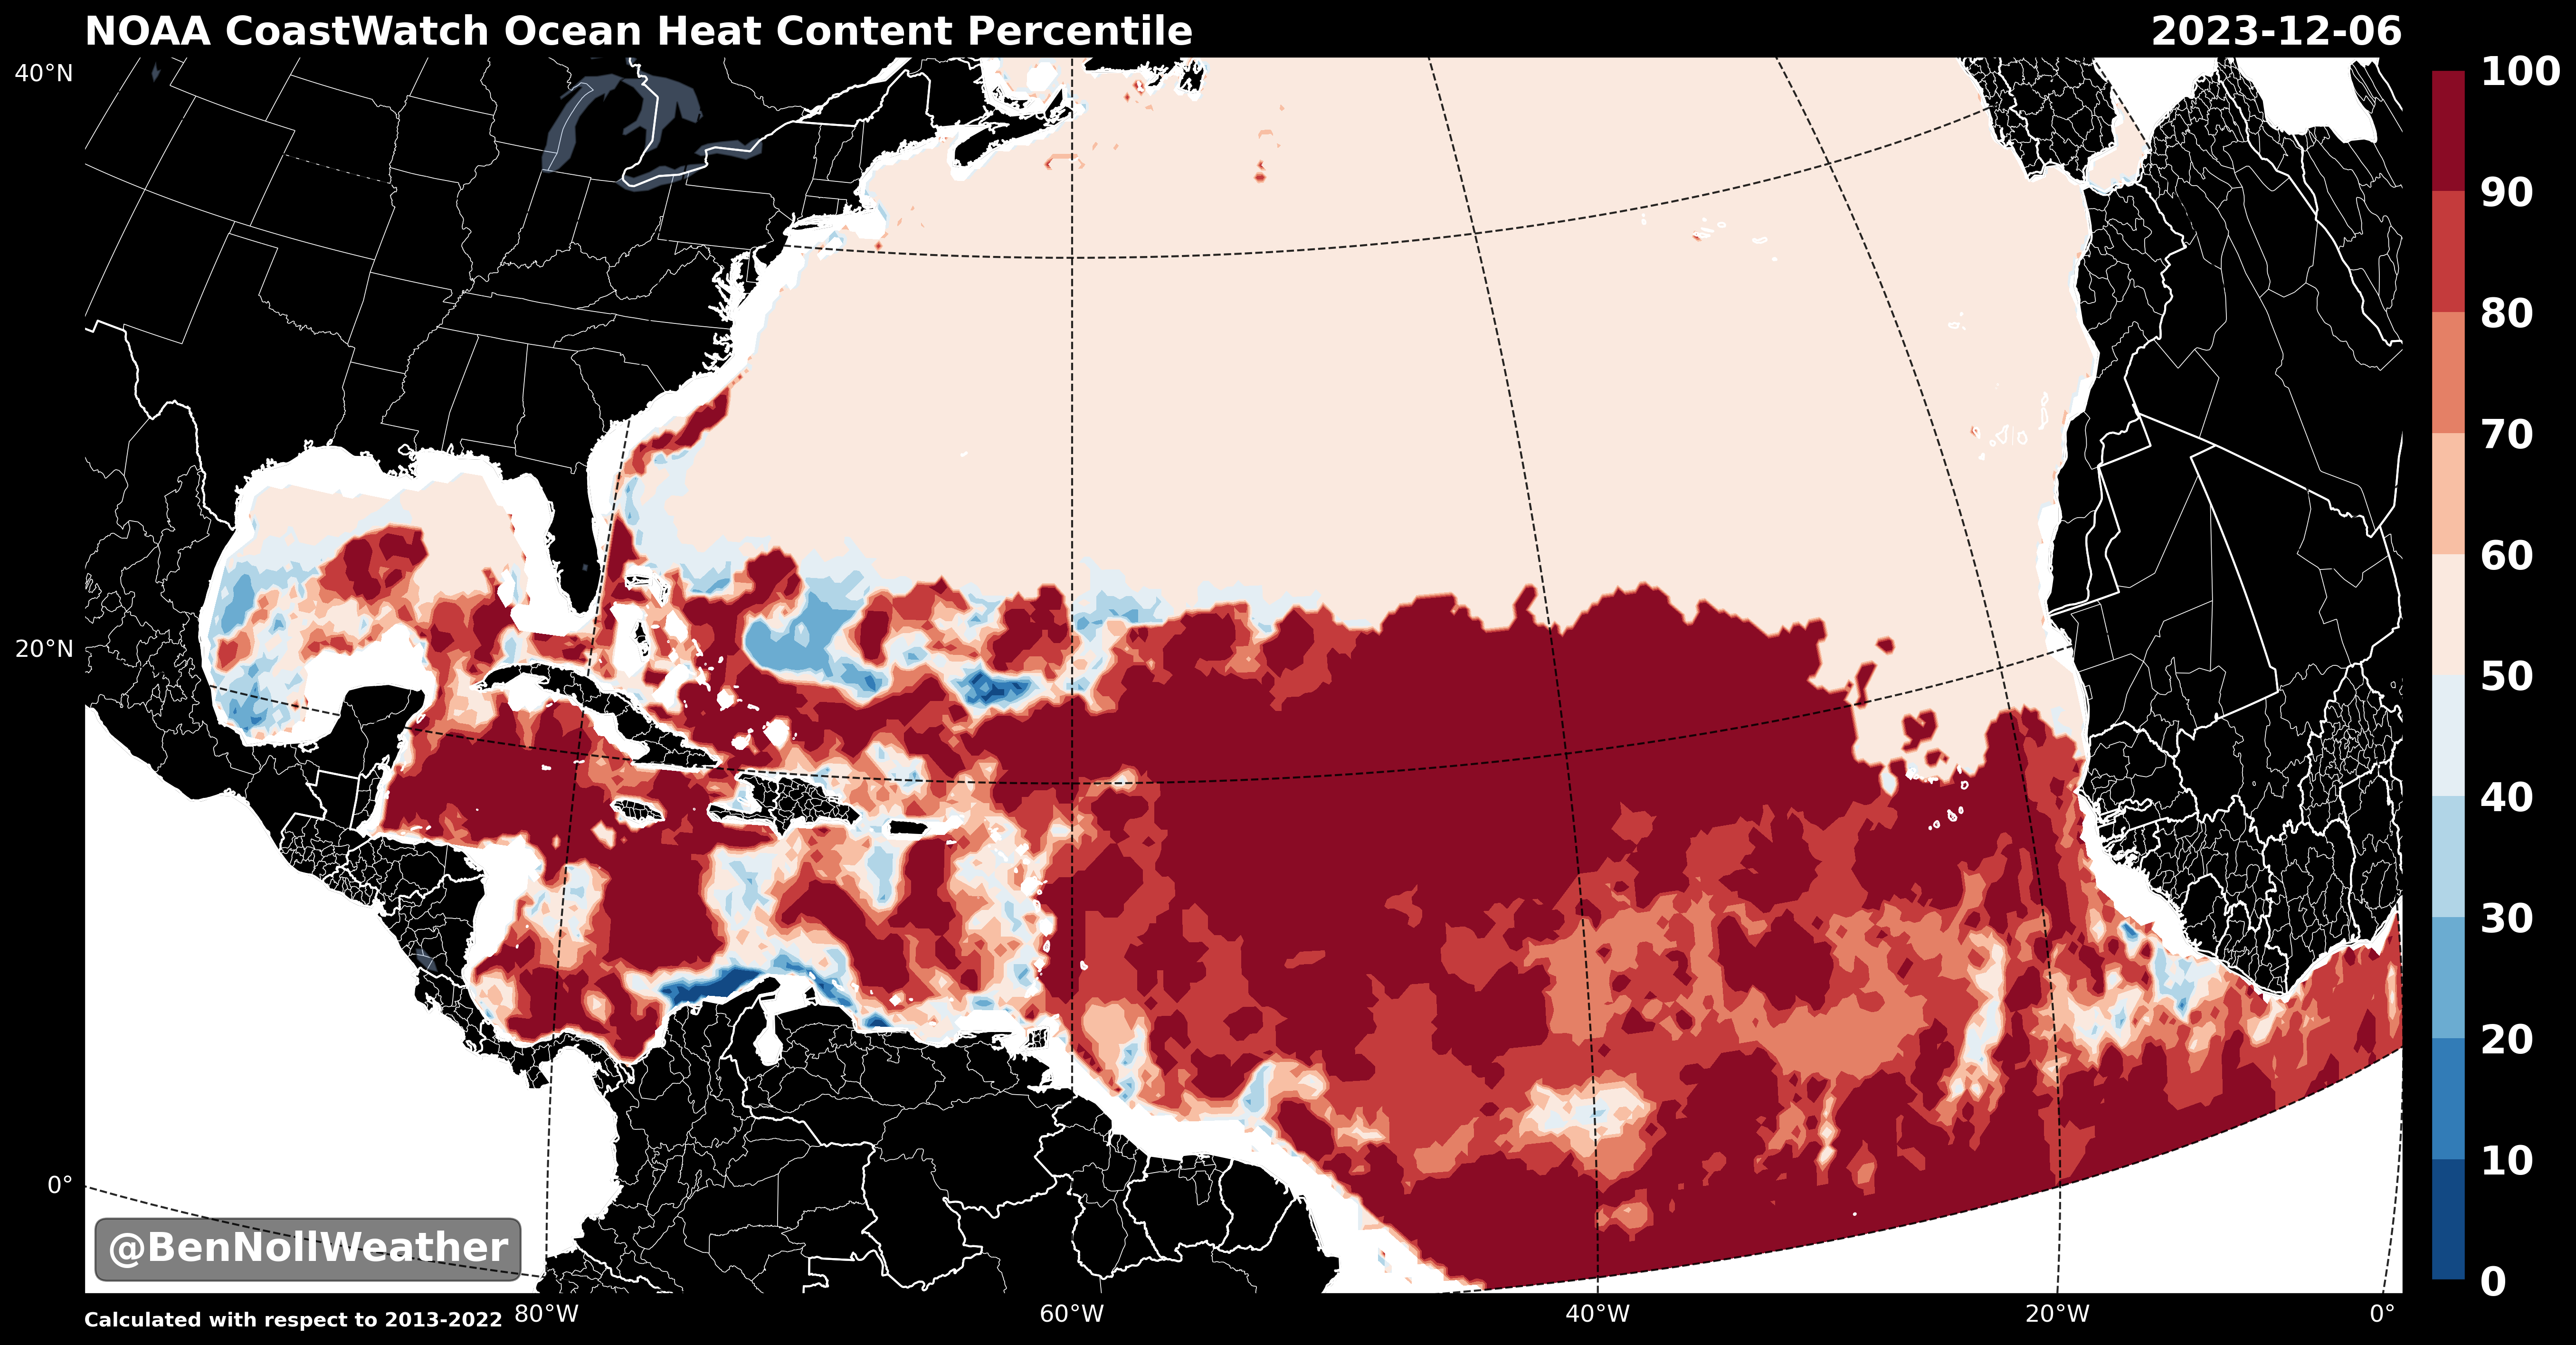 NOAA CoastWatch Ocean Heat Content Percentile
2023-12-06
40°N
20°N
0°
100
90
80
70
60
50
40
30
20
10
0
@BenNollWeather
Calculated with respect to 2013-2022
80°W
60°W
40°W
20°W
0°